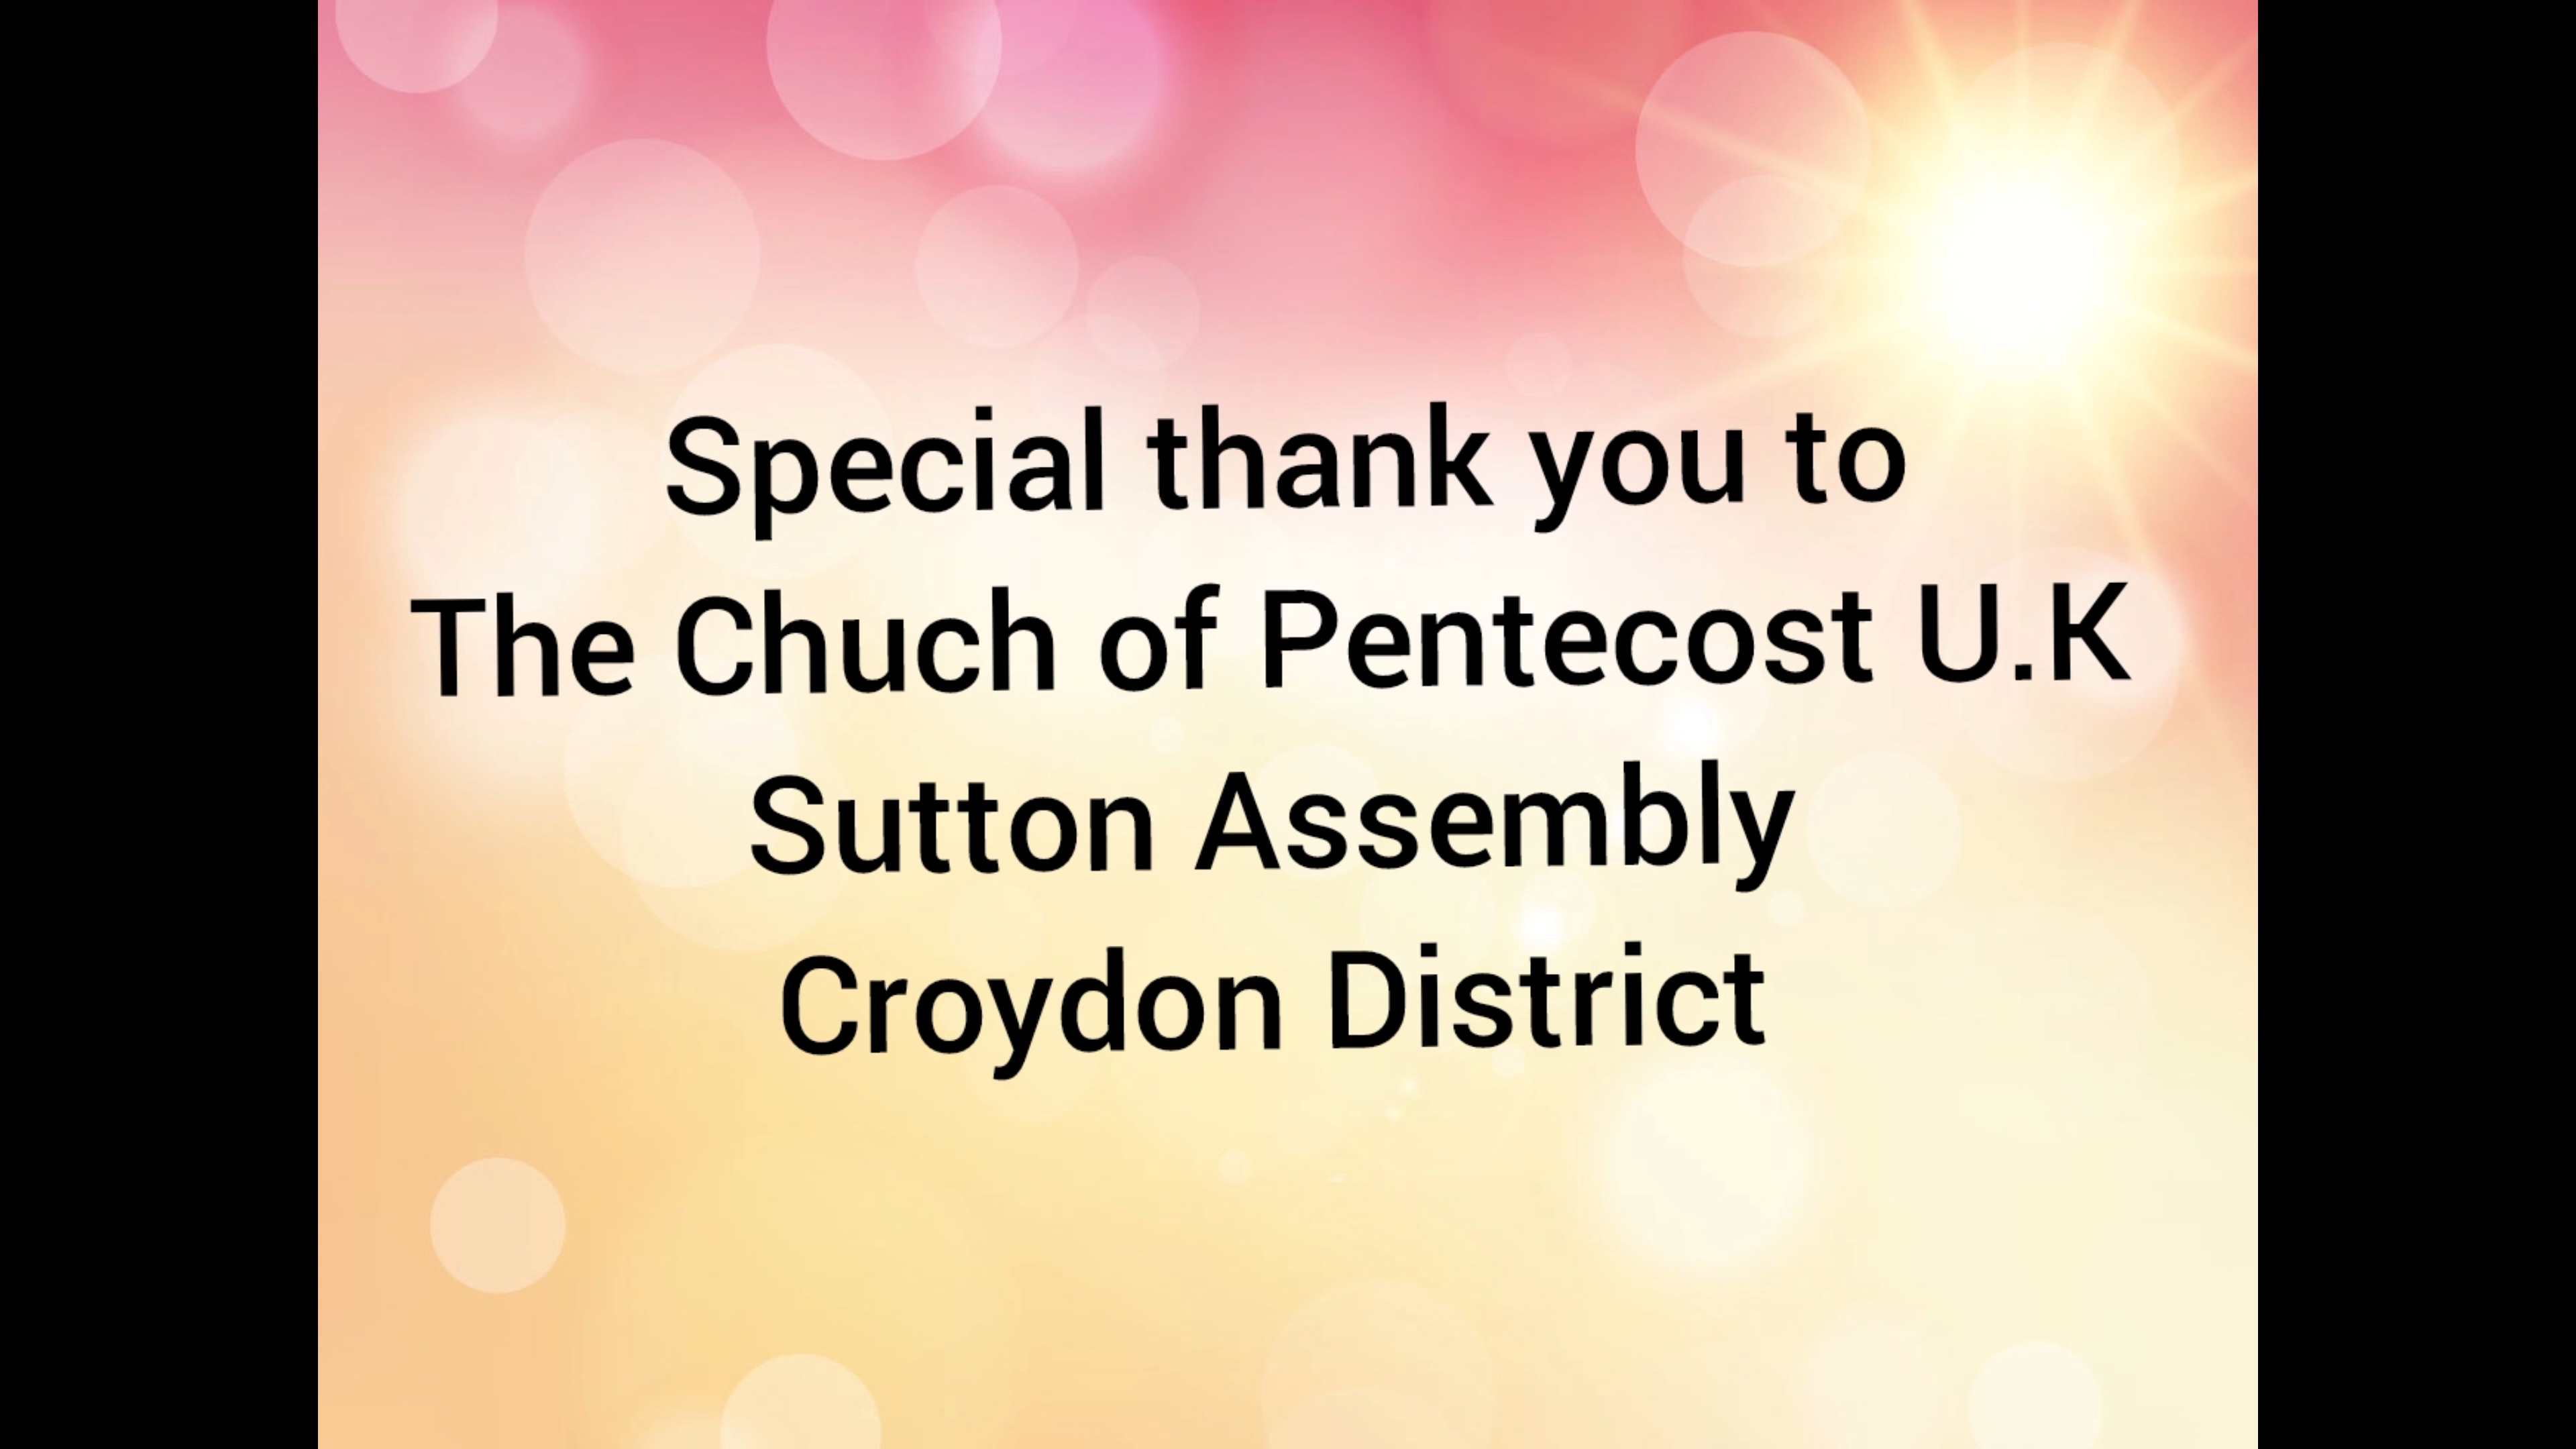 Special thank you to
The Chuch of Pentecost U.K
Sutton Assembly
Croydon District